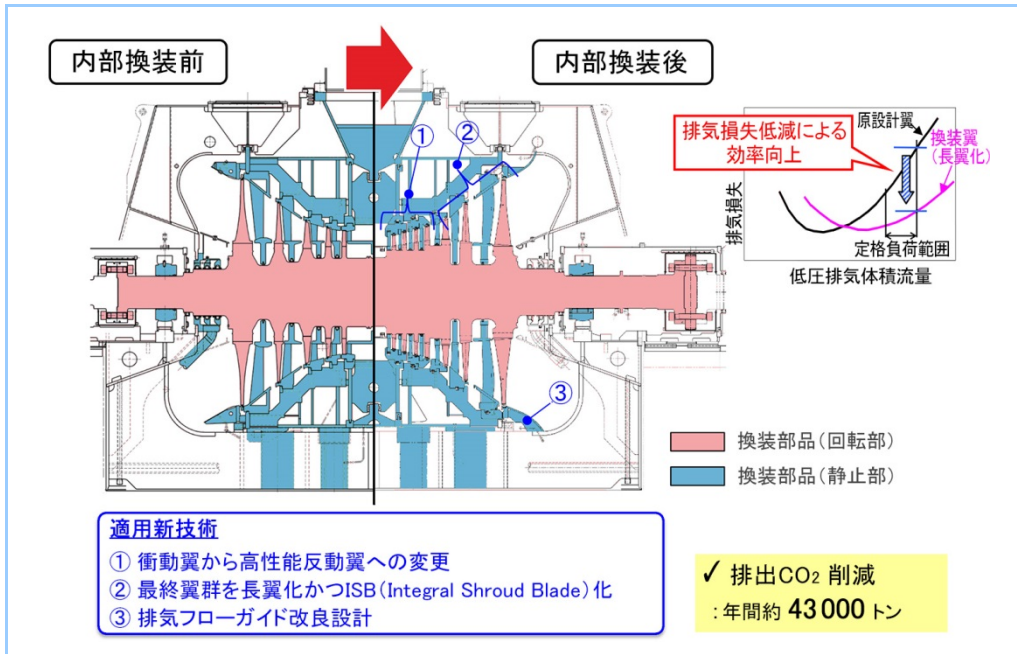 内部換装前
内部換装後
①
②
③
排気損失低減による
効率向上
原設計翼
換装翼
(長翼化)
排気損失
定格負荷範囲
低圧排気体積流量
換装部品(回転部)
換装部品(静止部)
適用新技術
① 衝動翼から高性能反動翼への変更
② 最終翼群を長翼化かつISB(Integral Shroud Blade)化
③ 排気フローガイド改良設計
✓ 排出CO₂ 削減
:年間約 43000 トン